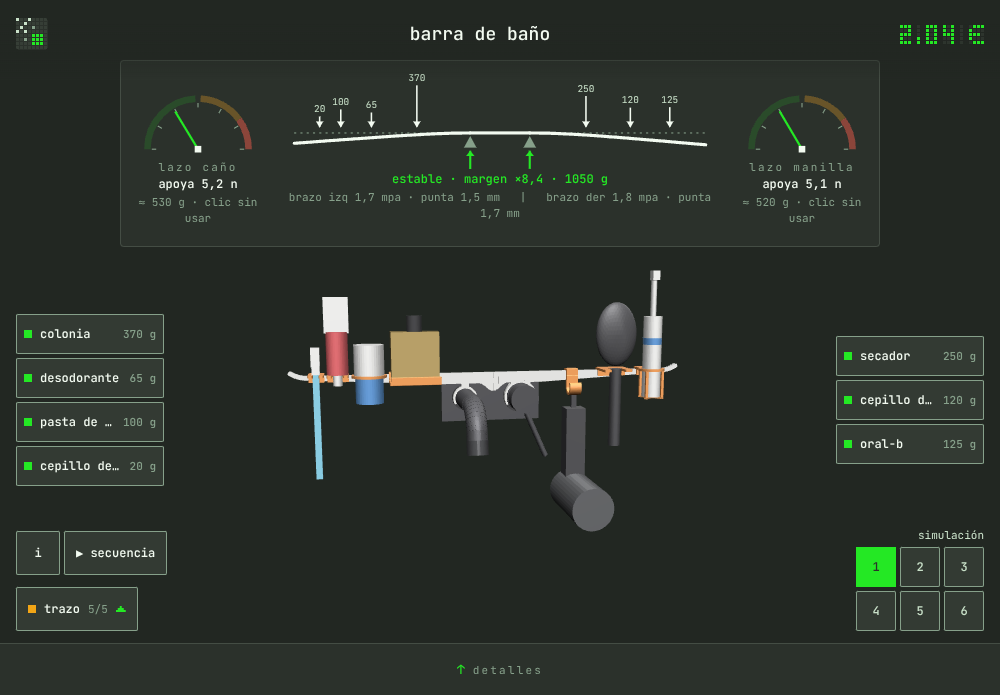 barra de baño
2.04 €
370
20
100
65
250
120
125
lazo caño
apoya 5,2 n
≈ 530 g · clic sin
usar
estable · margen ×8,4 · 1050 g
brazo izq 1,7 mpa · punta 1,5 mm | brazo der 1,8 mpa · punta
1,7 mm
lazo manilla
apoya 5,1 n
≈ 520 g · clic sin
usar
colonia 370 g
desodorante 65 g
pasta de … 100 g
cepillo de… 20 g
secador 250 g
cepillo d… 120 g
oral-b 125 g
i
▶ secuencia
trazo 5/5
simulación
1 2 3
4 5 6
↑ detalles